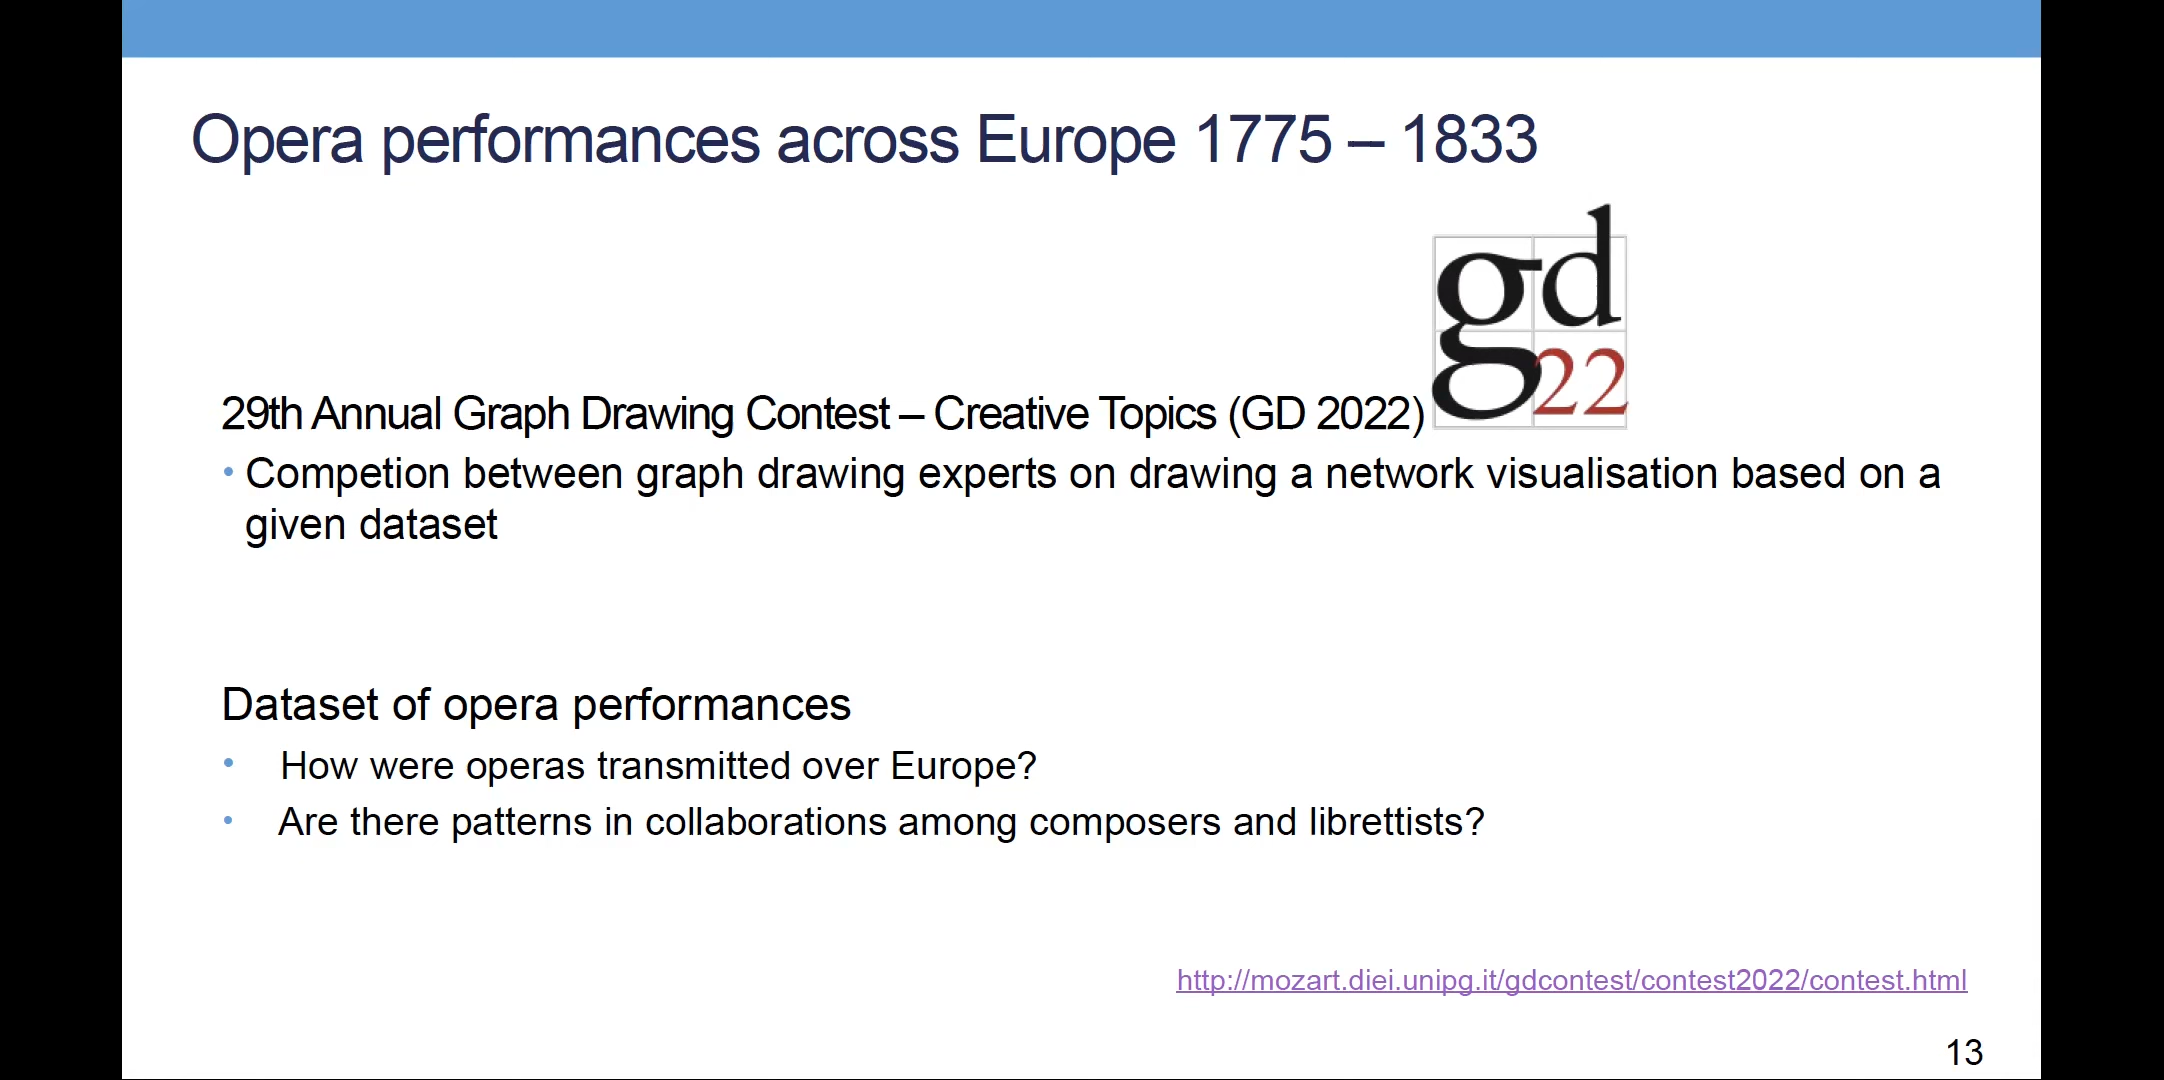 Opera performances across Europe 1775 – 1833
gd
22
29th Annual Graph Drawing Contest – Creative Topics (GD 2022)
• Competion between graph drawing experts on drawing a network visualisation based on a
given dataset
Dataset of opera performances
• How were operas transmitted over Europe?
• Are there patterns in collaborations among composers and librettists?
http://mozart.diei.unipg.it/gdcontest/contest2022/contest.html
13